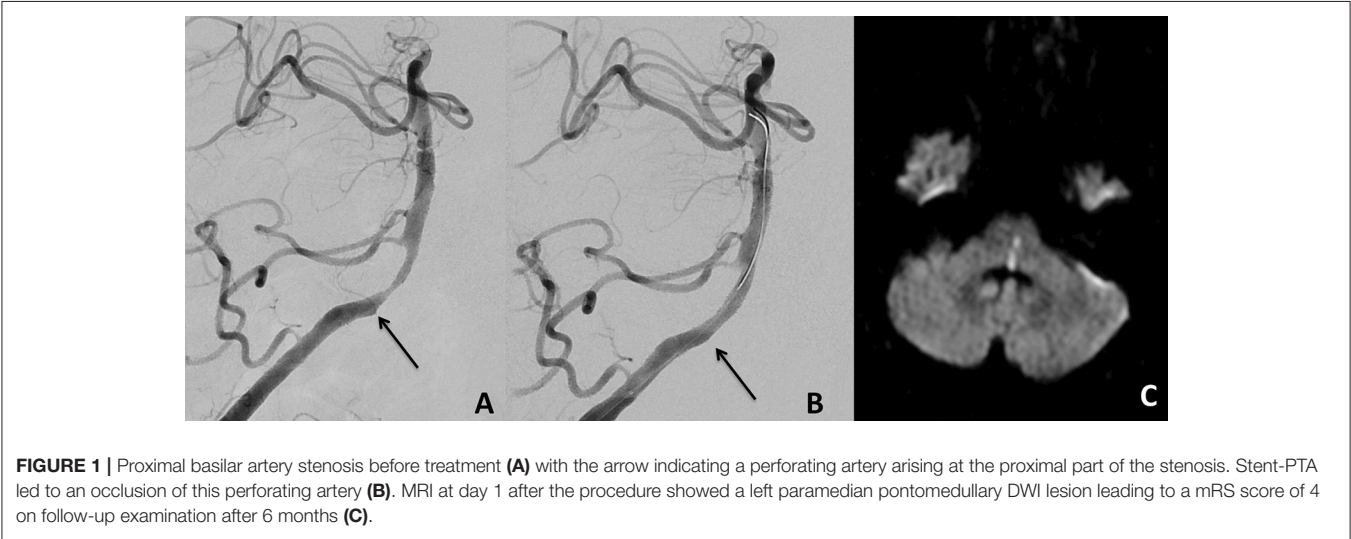 A
B
C
FIGURE 1 | Proximal basilar artery stenosis before treatment (A) with the arrow indicating a perforating artery arising at the proximal part of the stenosis. Stent-PTA
led to an occlusion of this perforating artery (B). MRI at day 1 after the procedure showed a left paramedian pontomedullary DWI lesion leading to a mRS score of 4
on follow-up examination after 6 months (C).